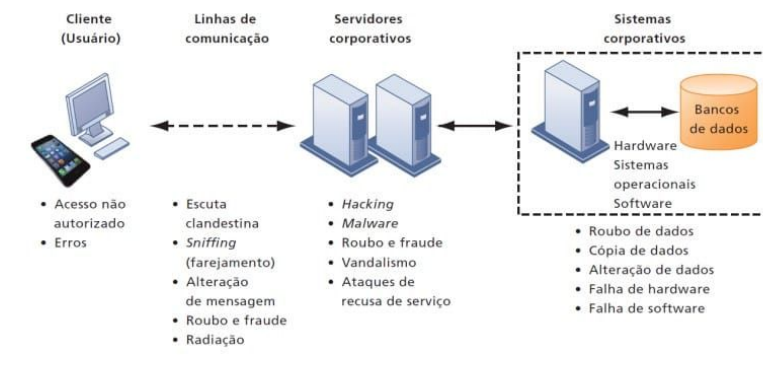 Cliente
(Usuário)
Linhas de
comunicação
Servidores
corporativos
Sistemas
corporativos
Bancos
de dados
Hardware
Sistemas
operacionais
Software
• Acesso não
autorizado
• Erros
• Escuta
clandestina
• Sniffing
(farejamento)
• Alteração
de mensagem
• Roubo e fraude
• Radiação
• Hacking
• Malware
• Roubo e fraude
• Vandalismo
• Ataques de
recusa de serviço
• Roubo de dados
• Cópia de dados
• Alteração de dados
• Falha de hardware
• Falha de software